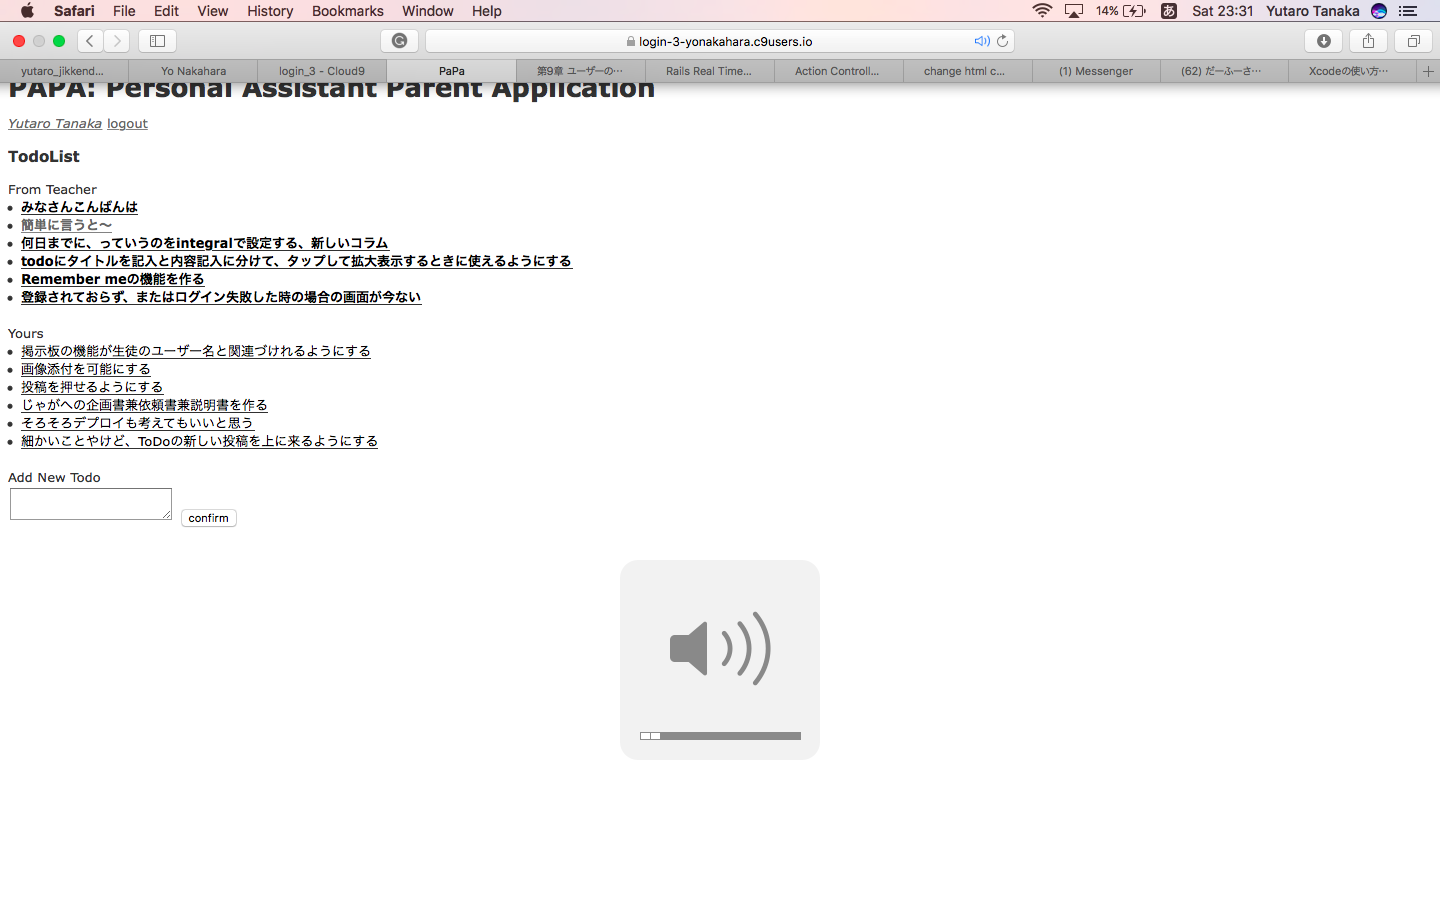 Safari File Edit View History Bookmarks Window Help 14% あ Sat 23:31 Yutaro Tanaka
login-3-yonakahara.c9users.io
yutaro_jikkend... Yo Nakahara login_3 - Cloud9 PaPa 第9章 ユーザーの… Rails Real Time... Action Controll... change html c... (1) Messenger (62) だーふーさ… Xcodeの使い方…
PAPA: Personal Assistant Parent Application
Yutaro Tanaka logout
TodoList
From Teacher
みなさんこんばんは
簡単に言うと〜
何日までに、っていうのをintegralで設定する、新しいコラム
todoにタイトルを記入と内容記入に分けて、タップして拡大表示するときに使えるようにする
Remember meの機能を作る
登録されておらず、またはログイン失敗した時の場合の画面が今ない
Yours
掲示板の機能が生徒のユーザー名と関連づけれるようにする
画像添付を可能にする
投稿を押せるようにする
じゃがへの企画書兼依頼書兼説明書を作る
そろそろデプロイも考えてもいいと思う
細かいことやけど、ToDoの新しい投稿を上に来るようにする
Add New Todo
confirm